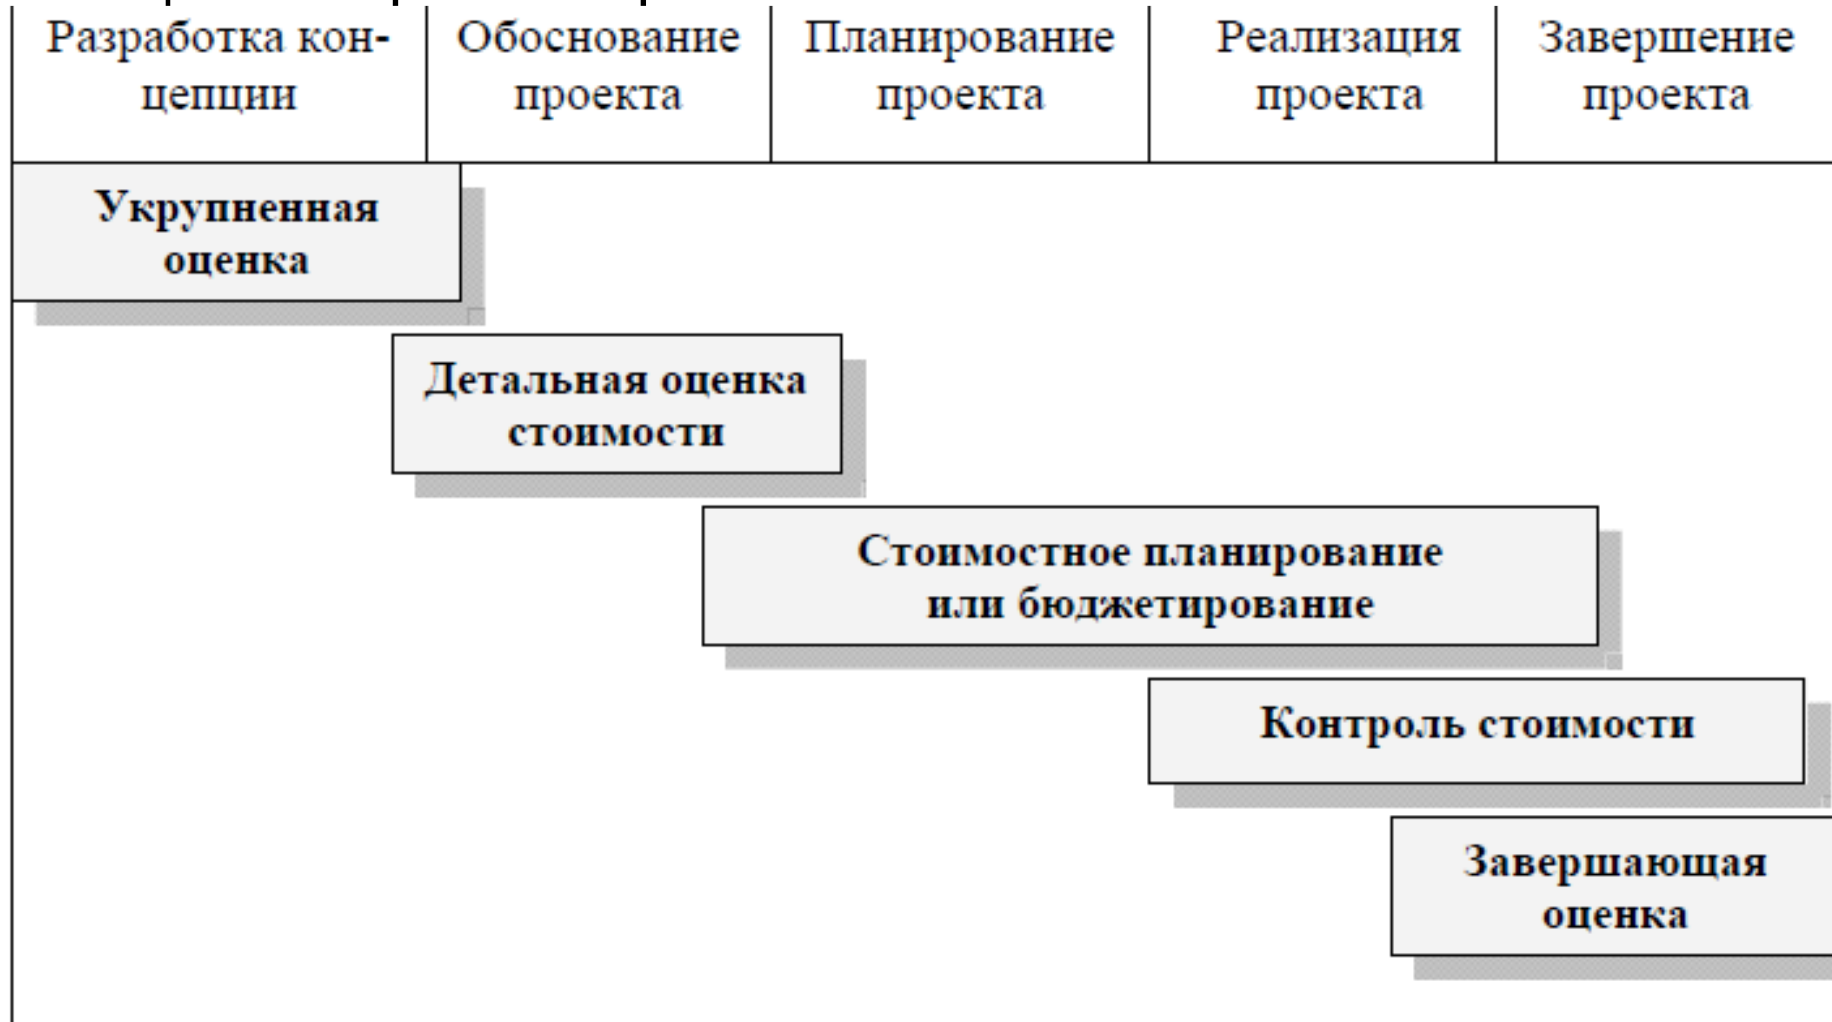 Разработка кон-
цепции
Обоснование
проекта
Планирование
проекта
Реализация
проекта
Завершение
проекта
Укрупненная
оценка
Детальная оценка
стоимости
Стоимостное планирование
или бюджетирование
Контроль стоимости
Завершающая
оценка